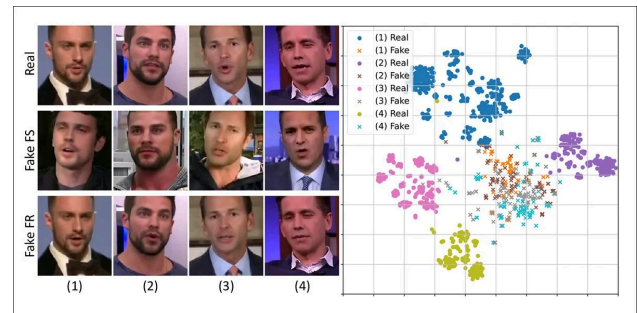 Real
Fake FS
Fake FR
(1) (2) (3) (4)
(1) Real
(1) Fake
(2) Real
(2) Fake
(3) Real
(3) Fake
(4) Real
(4) Fake